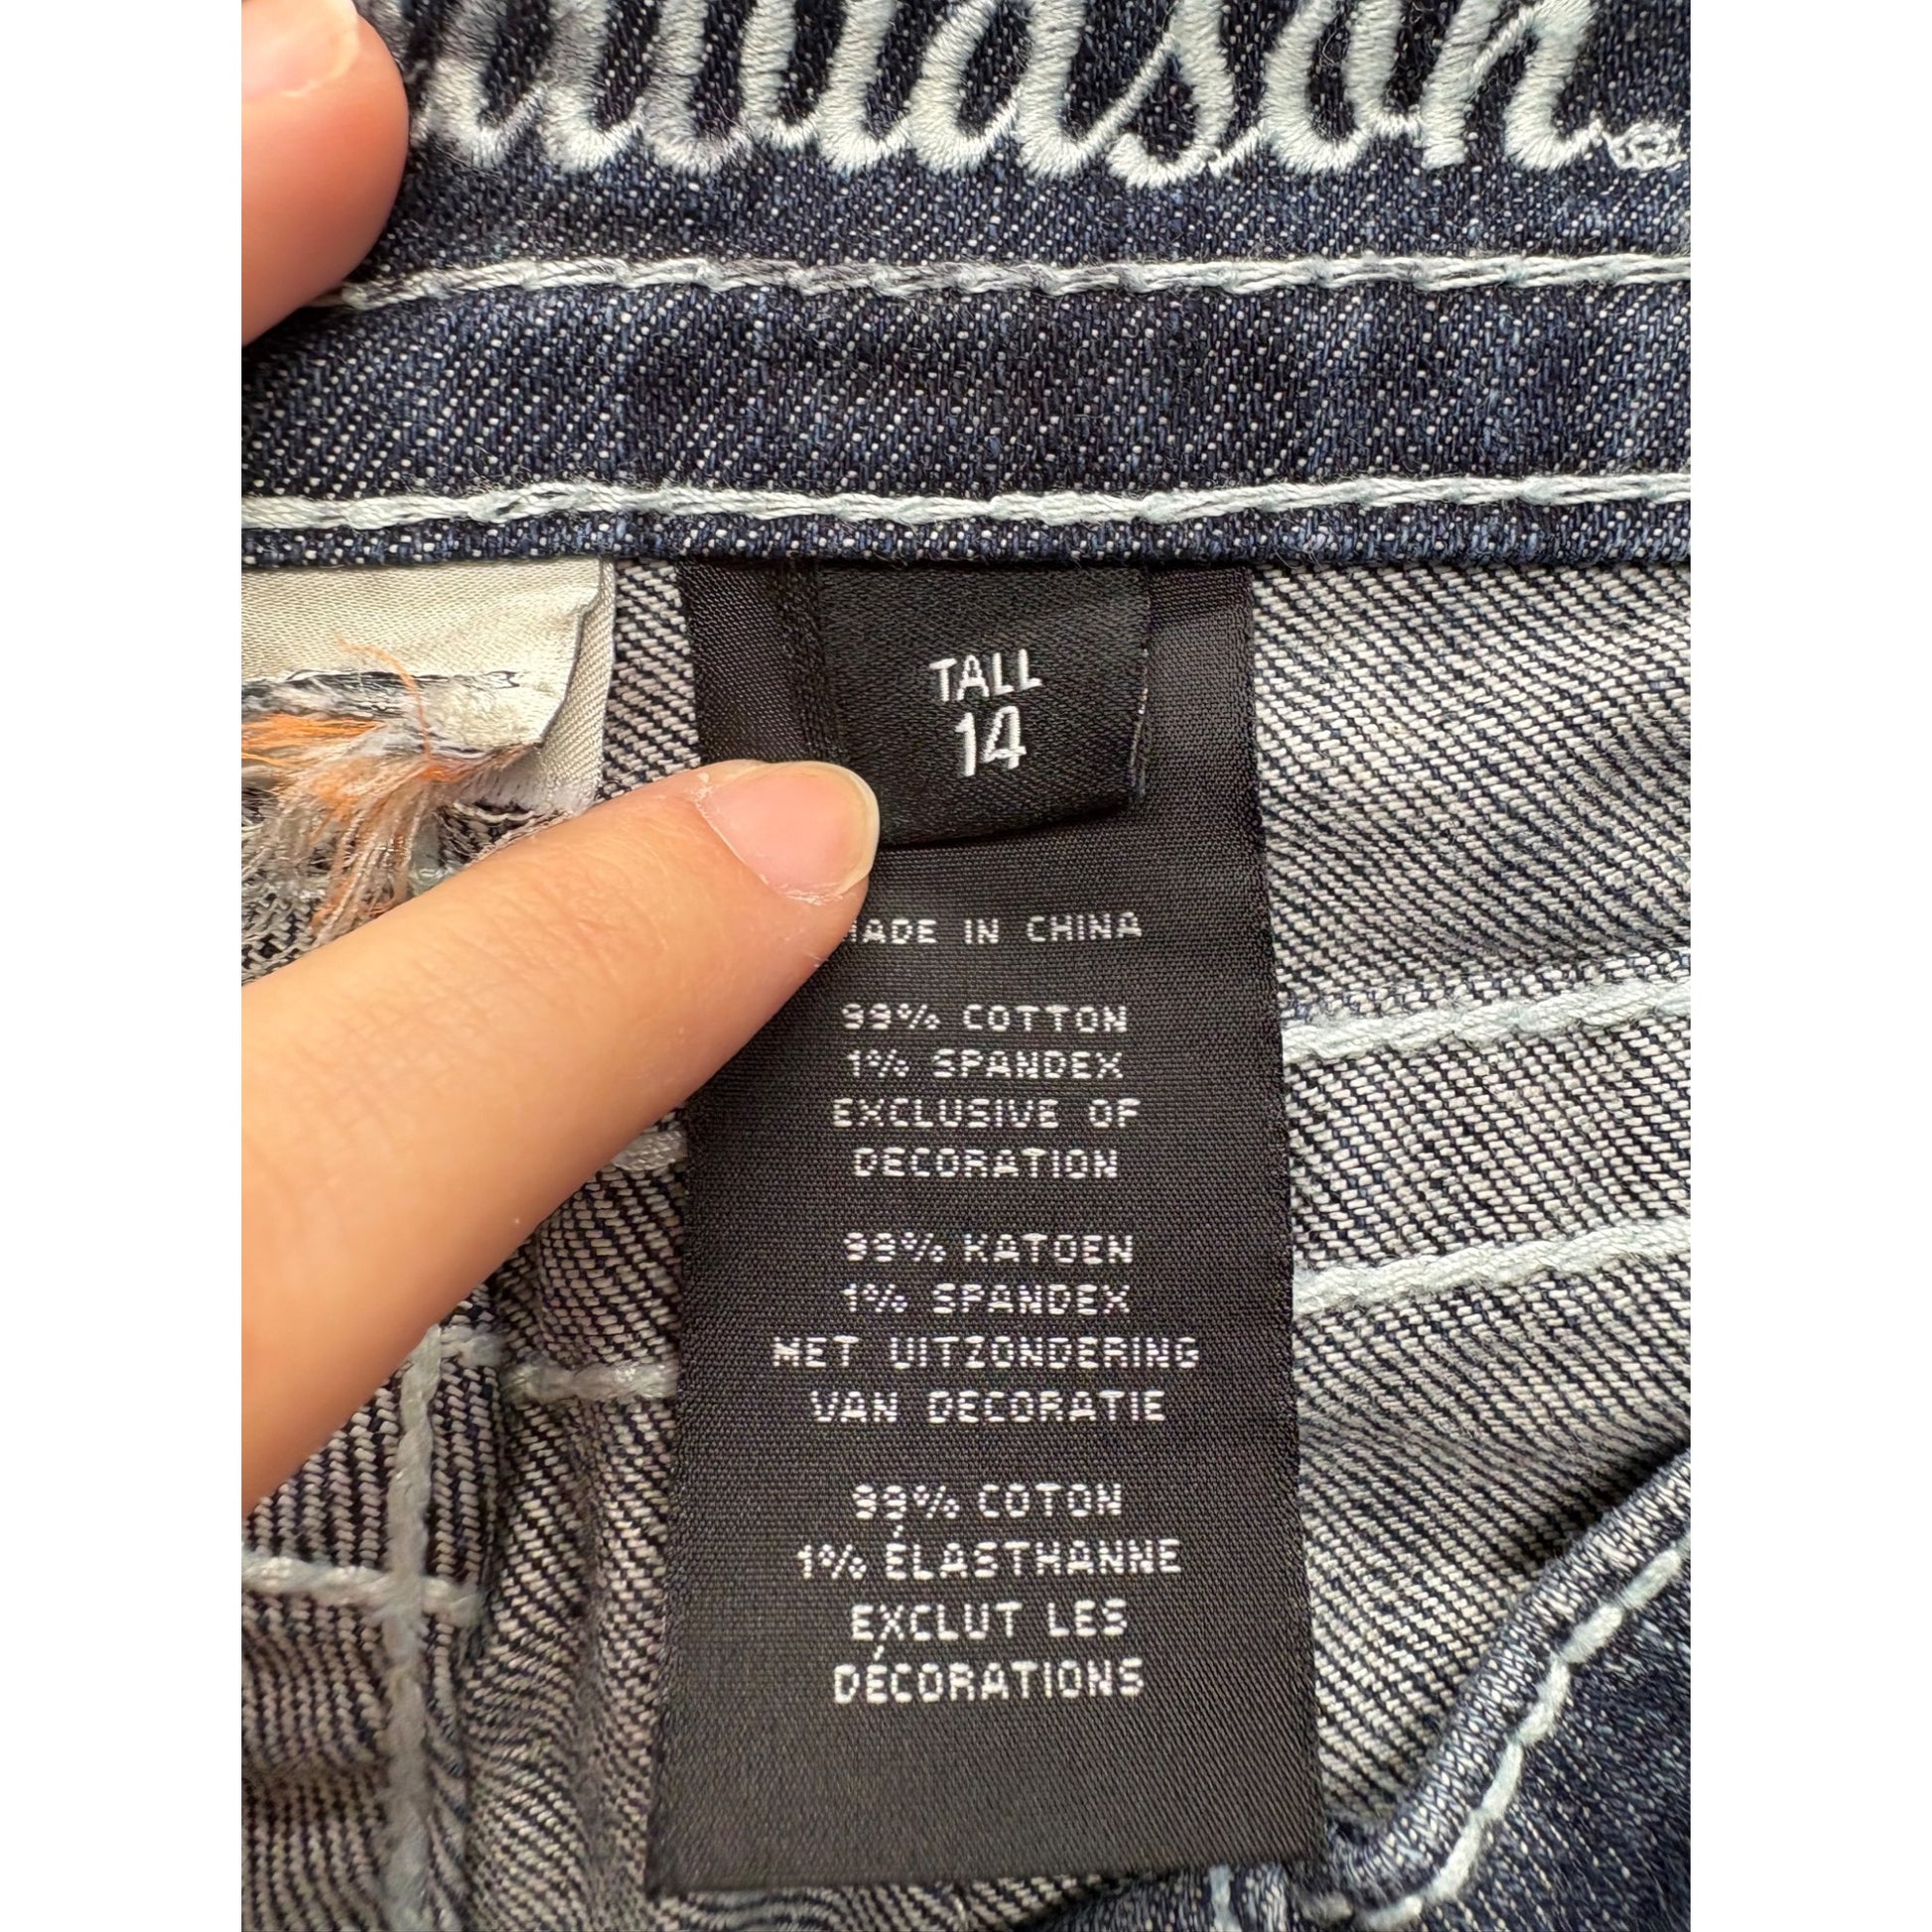 TALL
14
MADE IN CHINA
99% COTTON
1% SPANDEX
EXCLUSIVE OF
DECORATION
99% KATOEN
1% SPANDEX
MET UITZONDERING
VAN DECORATIE
99% COTON
1% ÉLASTHANNE
EXCLUT LES
DÉCORATIONS